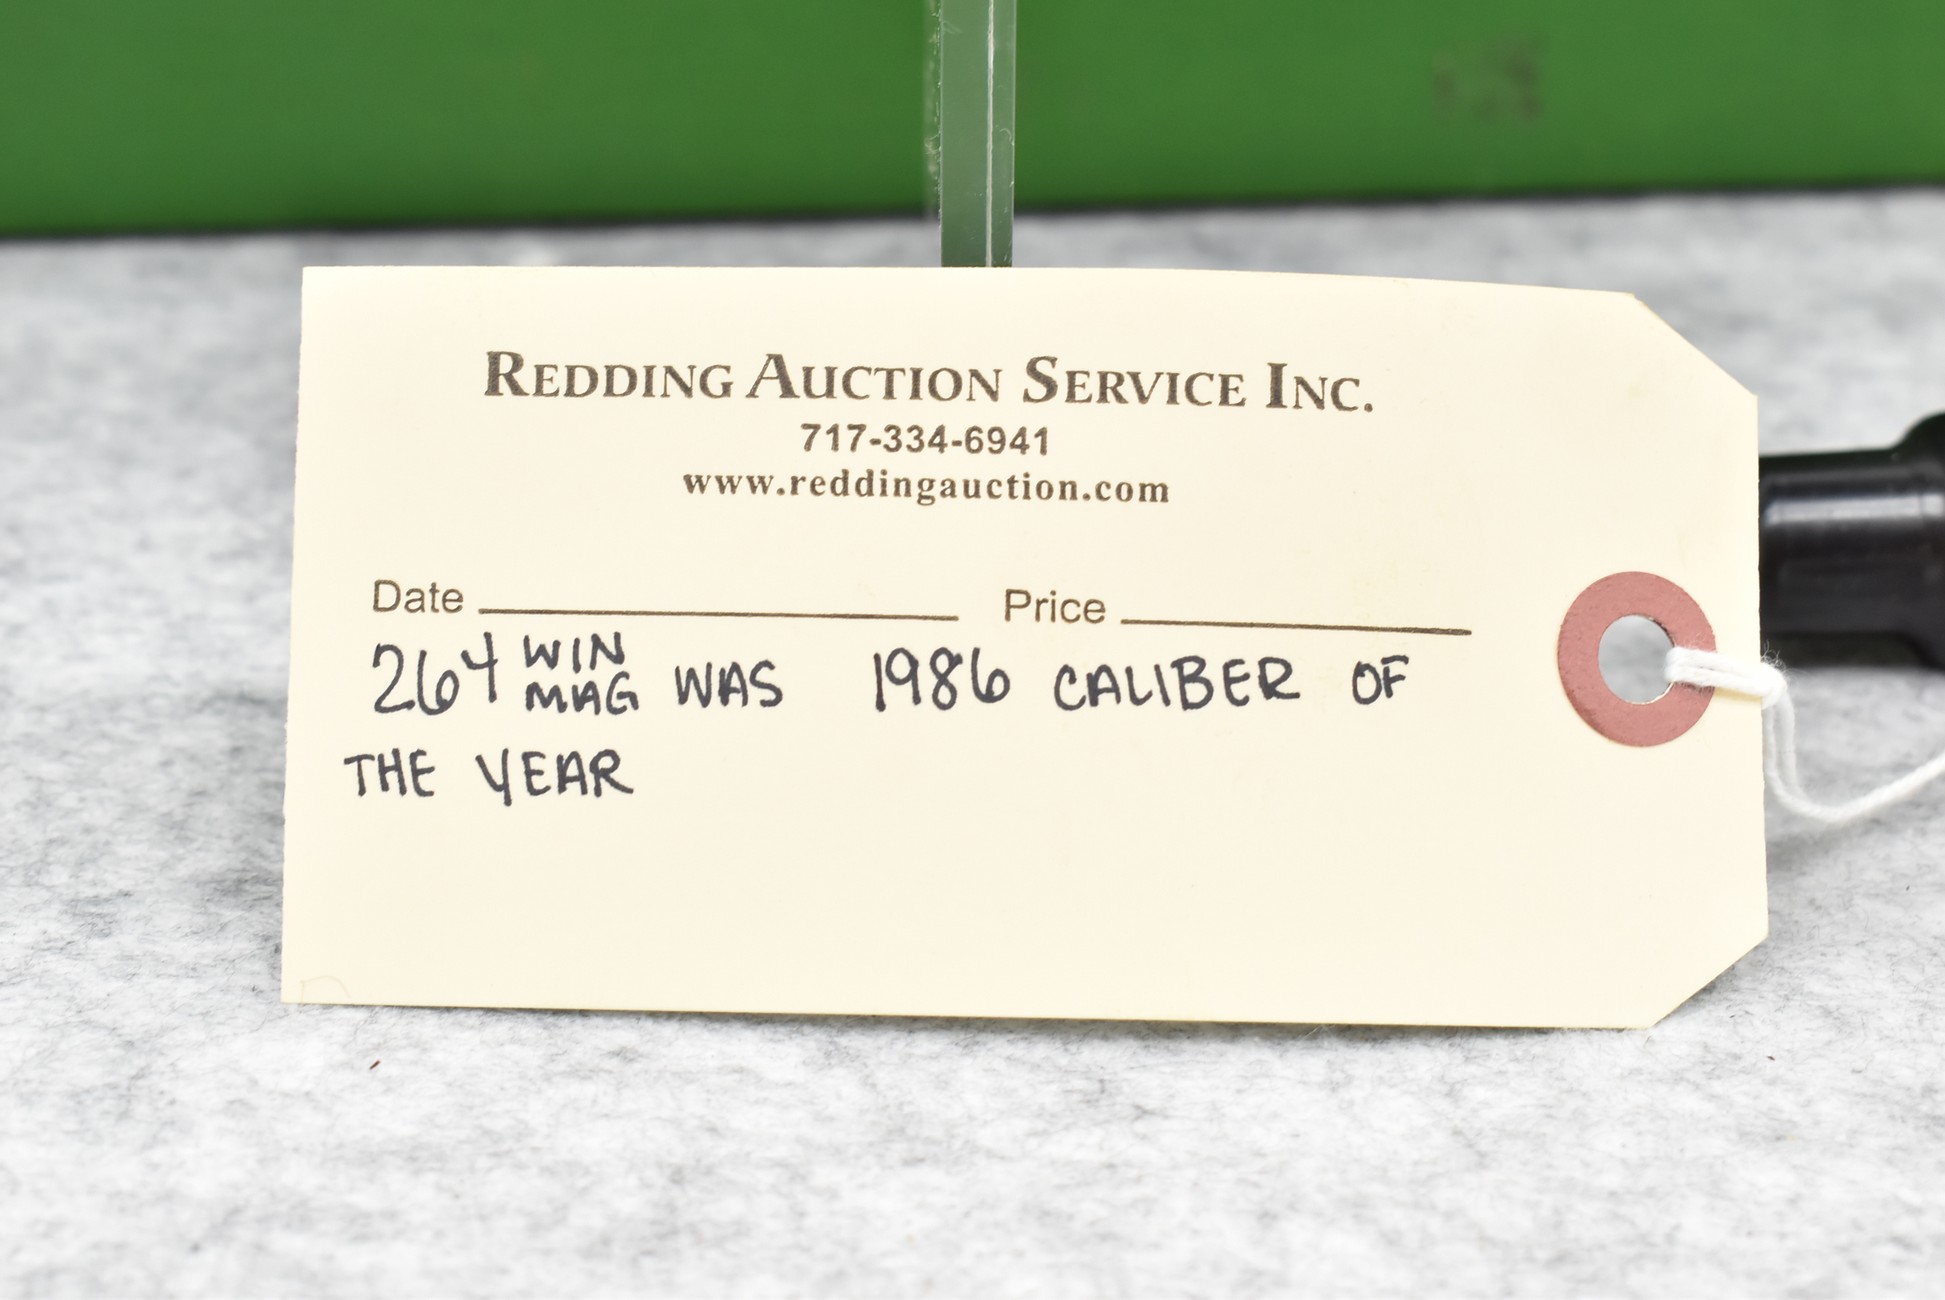 REDDING AUCTION SERVICE INC.
717-334-6941
www.reddingauction.com
Date Price
264 WIN MAG WAS 1986 CALIBER OF
THE YEAR